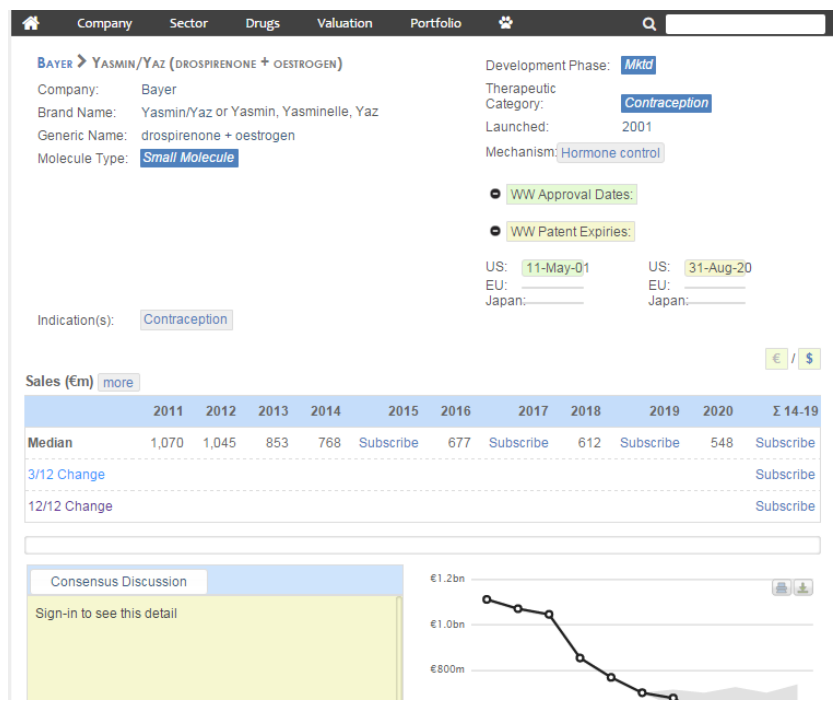 Company Sector Drugs Valuation Portfolio
BAYER > YASMIN/YAZ (DROSPIRENONE + OESTROGEN)
Company: Bayer
Brand Name: Yasmin/Yaz or Yasmin, Yasminelle, Yaz
Generic Name: drospirenone + oestrogen
Molecule Type: Small Molecule
Development Phase: Mktd
Therapeutic
Category: Contraception
Launched: 2001
Mechanism: Hormone control
WW Approval Dates:
WW Patent Expiries:
US: 11-May-01 US: 31-Aug-20
EU: EU:
Japan: Japan:
Indication(s): Contraception
€ / $
Sales (€m) more
2011 2012 2013 2014 2015 2016 2017 2018 2019 2020 Σ 14-19
Median 1,070 1,045 853 768 Subscribe 677 Subscribe 612 Subscribe 548 Subscribe
3/12 Change Subscribe
12/12 Change Subscribe
Consensus Discussion
Sign-in to see this detail
€1.2bn
€1.0bn
€800m